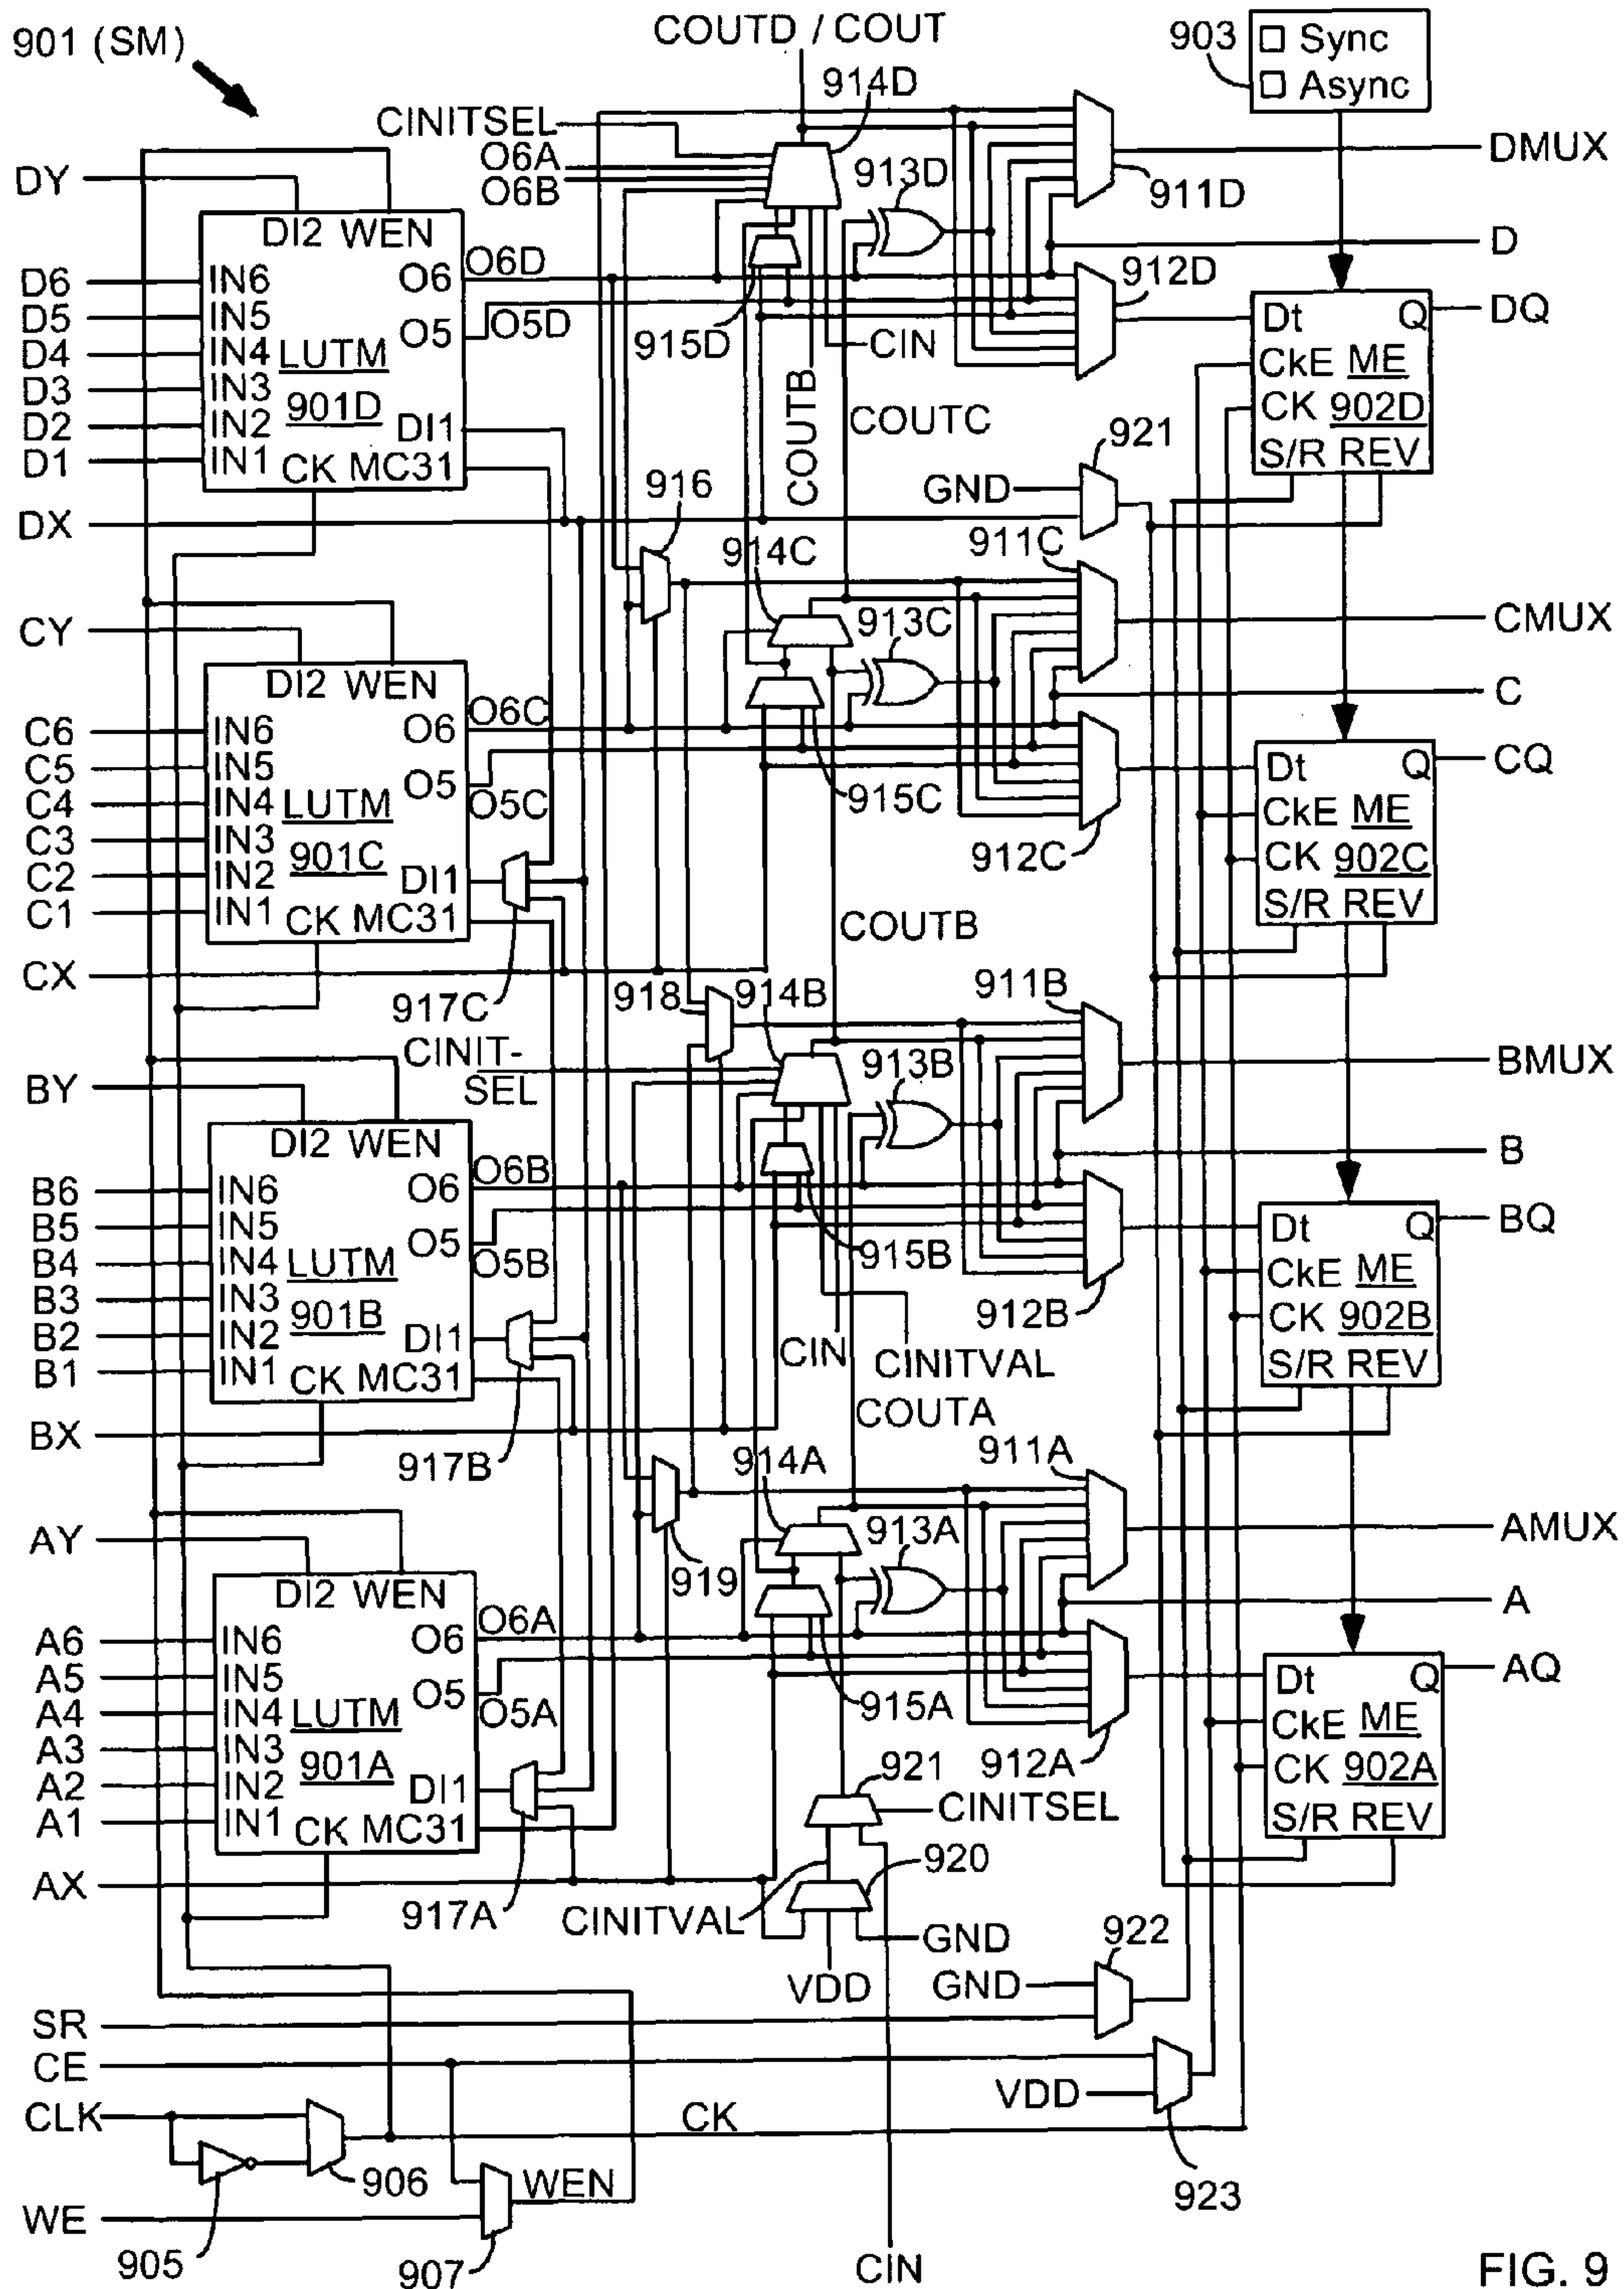 901 (SM)
COUTD / COUT
903
Sync
Async
914D
CINITSEL
O6A
O6B
913D
DMUX
911D
DY
DI2 WEN
D
D6
D5
D4
D3
D2
D1
IN6
IN5
IN4
IN3
IN2
IN1
LUTM
901D
O6
O5
DI1
CK MC31
O6D
O5D
915D
CIN
COUTB
COUTC
912D
Dt
Q
CkE ME
CK 902D
S/R REV
DQ
921
GND
DX
916
914C
911C
913C
CMUX
CY
DI2 WEN
C
C6
C5
C4
C3
C2
C1
IN6
IN5
IN4
IN3
IN2
IN1
LUTM
901C
O6
O5
DI1
CK MC31
O6C
O5C
915C
912C
Dt
Q
CkE ME
CK 902C
S/R REV
CQ
COUTB
CX
917C
918
914B
911B
CINIT-
SEL
913B
BMUX
BY
DI2 WEN
B
B6
B5
B4
B3
B2
B1
IN6
IN5
IN4
IN3
IN2
IN1
LUTM
901B
O6
O5
DI1
CK MC31
O6B
O5B
915B
912B
CIN
CINITVAL
COUTA
Dt
Q
CkE ME
CK 902B
S/R REV
BQ
BX
917B
914A
911A
913A
AMUX
919
AY
DI2 WEN
A
A6
A5
A4
A3
A2
A1
IN6
IN5
IN4
IN3
IN2
IN1
LUTM
901A
O6
O5
DI1
CK MC31
O6A
O5A
915A
912A
Dt
Q
CkE ME
CK 902A
S/R REV
AQ
921
CINITSEL
920
AX
917A
CINITVAL
GND
VDD
922
GND
SR
CE
VDD
CLK
CK
906
WEN
923
WE
905
907
CIN
FIG. 9